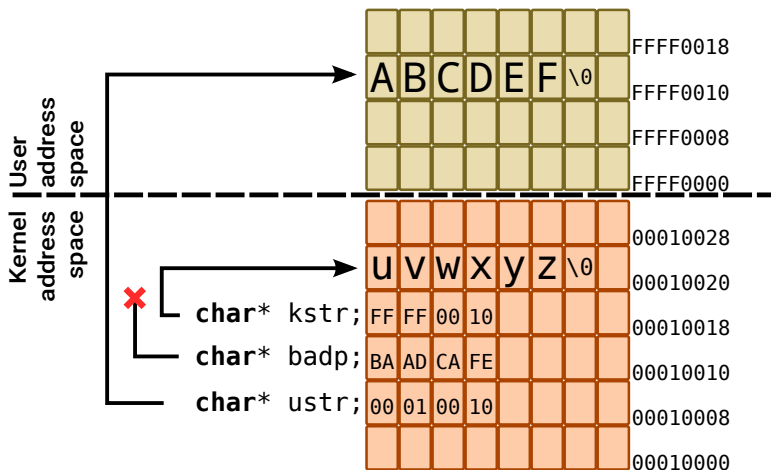 User
address
space
A B C D E F \0
FFFF0018
FFFF0010
FFFF0008
FFFF0000
Kernel
address
space
00010028
u v w x y z \0
00010020
char* kstr; FF FF 00 10
00010018
char* badp; BA AD CA FE
00010010
char* ustr; 00 01 00 10
00010008
00010000